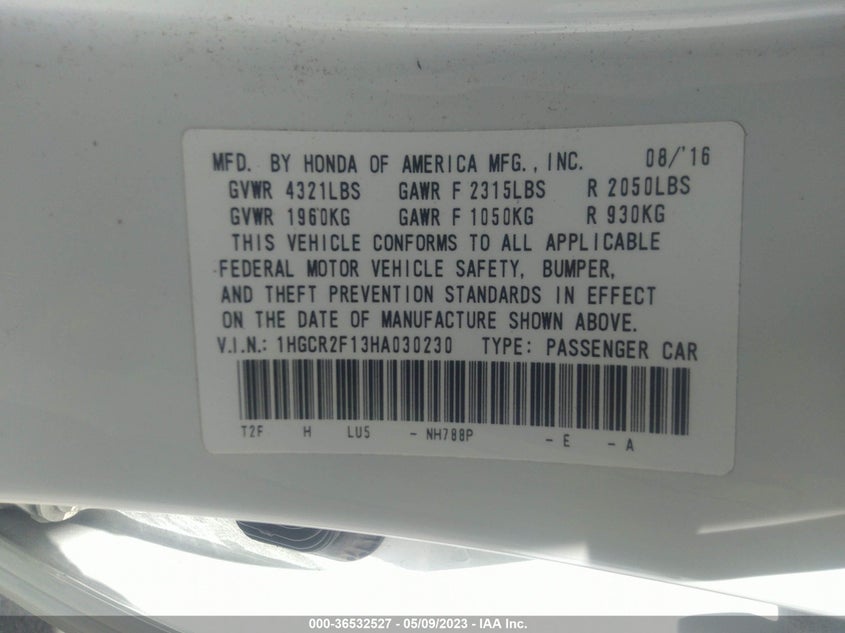 MFD. BY HONDA OF AMERICA MFG., INC. 08/'16
GVWR 4321LBS GAWR F 2315LBS R 2050LBS
GVWR 1960KG GAWR F 1050KG R 930KG
THIS VEHICLE CONFORMS TO ALL APPLICABLE
FEDERAL MOTOR VEHICLE SAFETY, BUMPER,
AND THEFT PREVENTION STANDARDS IN EFFECT
ON THE DATE OF MANUFACTURE SHOWN ABOVE.
V.I.N.: 1HGCR2F13HA030230 TYPE: PASSENGER CAR
T2F H LU5 - NH788P - E - A
000-36532527 - 05/09/2023 - IAA Inc.